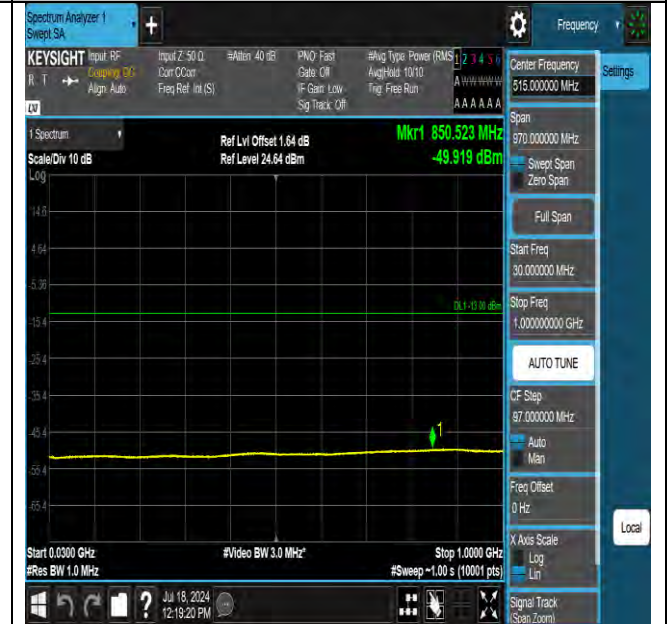 Spectrum Analyzer 1
Swept SA
+
Frequency
KEYSIGHT
R T
LXI
Input: RF
Coupling: DC
Align: Auto
Input Z: 50 Ω
Corr CCorr
Freq Ref: Int (S)
#Atten: 40 dB
PNO: Fast
Gate: Off
IF Gain: Low
Sig Track: Off
#Avg Type: Power (RMS
Avg|Hold: 10/10
Trig: Free Run
1 2 3 4 5 6
A W W W W W
A A A A A A
1 Spectrum
Scale/Div 10 dB
Log
Ref Lvl Offset 1.64 dB
Ref Level 24.64 dBm
Mkr1 850.523 MHz
-49.919 dBm
14.6
4.64
-5.36
-15.4
-25.4
-35.4
-45.4
-55.4
-65.4
DL1 -13.00 dBm
1
Start 0.0300 GHz
#Res BW 1.0 MHz
#Video BW 3.0 MHz*
Stop 1.0000 GHz
#Sweep ~1.00 s (10001 pts)
Center Frequency
515.000000 MHz
Settings
Span
970.000000 MHz
Swept Span
Zero Span
Full Span
Start Freq
30.000000 MHz
Stop Freq
1.000000000 GHz
AUTO TUNE
CF Step
97.000000 MHz
Auto
Man
Freq Offset
0 Hz
X Axis Scale
Log
Lin
Local
Signal Track
(Span Zoom)
?
Jul 18, 2024
12:19:20 PM